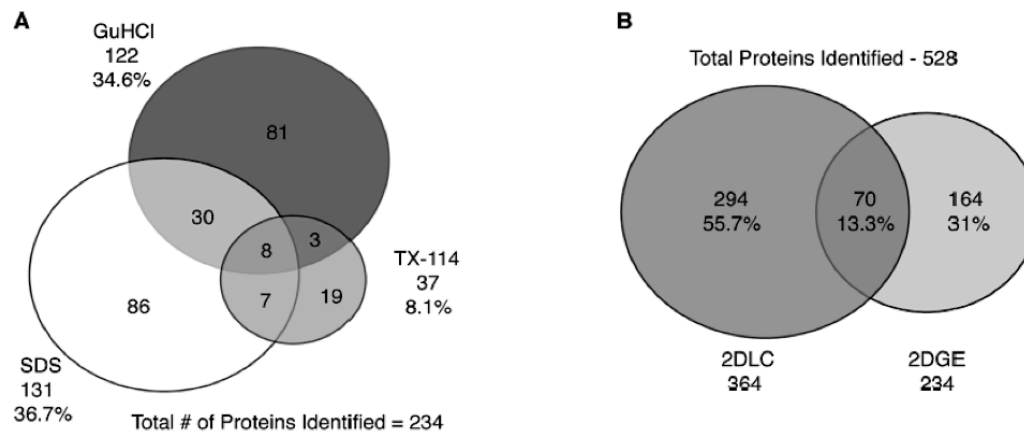 A
GuHCl
122
34.6%
81
30
8
3
7
19
86
TX-114
37
8.1%
SDS
131
36.7%
Total # of Proteins Identified = 234
B
Total Proteins Identified - 528
294
55.7%
70
13.3%
164
31%
2DLC
364
2DGE
234